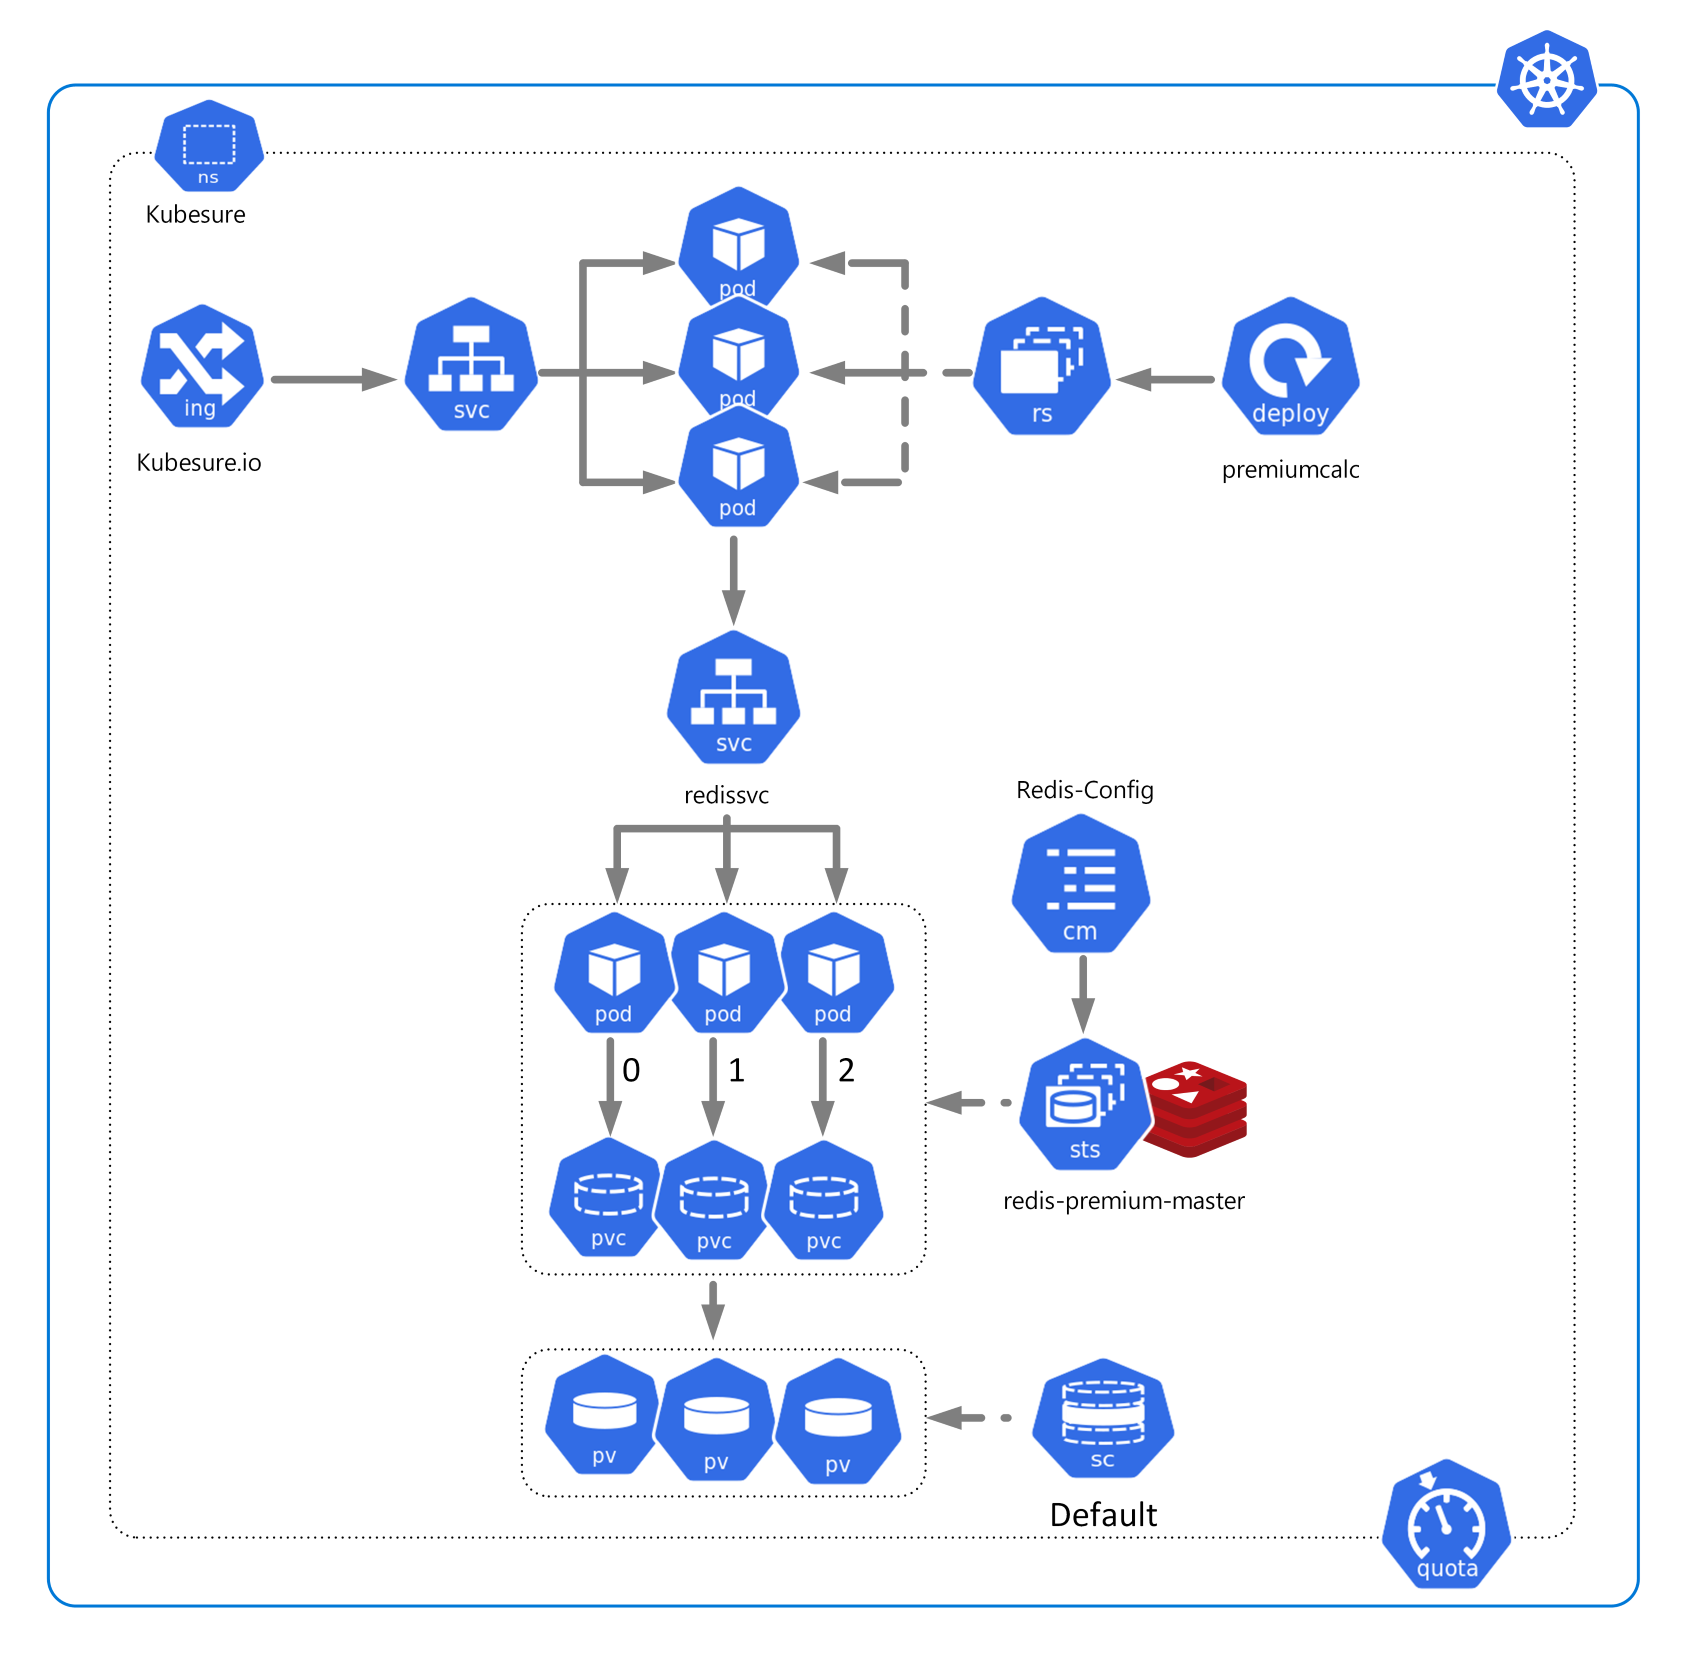 ns
Kubesure
pod
pod
pod
ing
Kubesure.io
svc
rs
deploy
premiumcalc
svc
redissvc
Redis-Config
cm
pod
pod
pod
0
1
2
sts
redis-premium-master
pvc
pvc
pvc
pv
pv
pv
sc
Default
quota